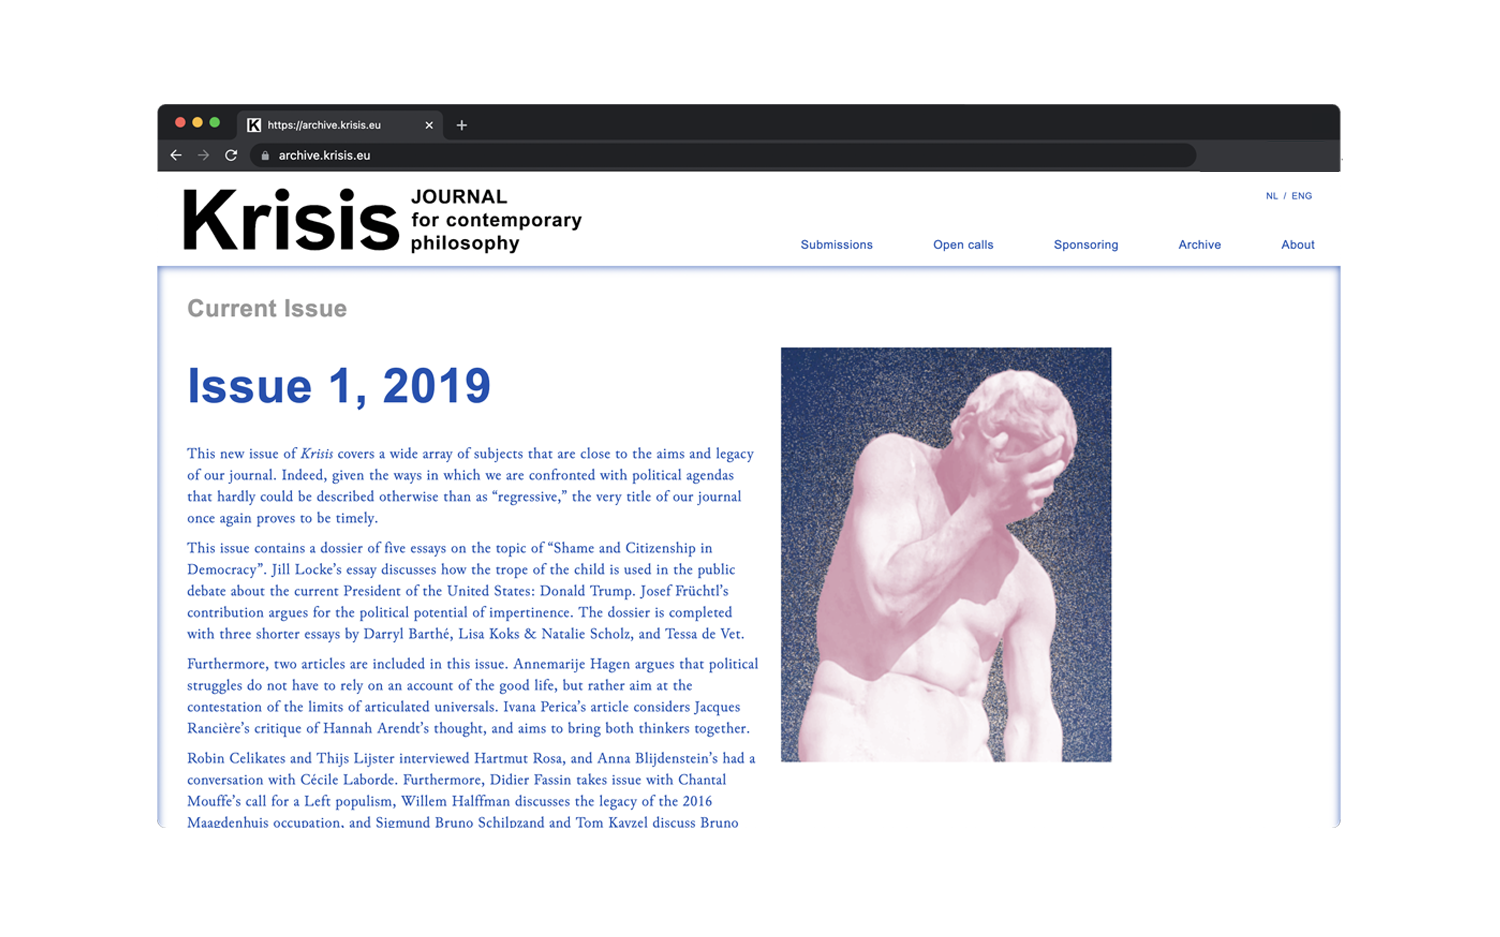 https://archive.krisis.eu
archive.krisis.eu
Krisis
JOURNAL
for contemporary
philosophy
NL / ENG
Submissions
Open calls
Sponsoring
Archive
About
Current Issue
Issue 1, 2019
This new issue of Krisis covers a wide array of subjects that are close to the aims and legacy
of our journal. Indeed, given the ways in which we are confronted with political agendas
that hardly could be described otherwise than as “regressive,” the very title of our journal
once again proves to be timely.
This issue contains a dossier of five essays on the topic of “Shame and Citizenship in
Democracy”. Jill Locke’s essay discusses how the trope of the child is used in the public
debate about the current President of the United States: Donald Trump. Josef Früchtl’s
contribution argues for the political potential of impertinence. The dossier is completed
with three shorter essays by Darryl Barthé, Lisa Koks & Natalie Scholz, and Tessa de Vet.
Furthermore, two articles are included in this issue. Annemarije Hagen argues that political
struggles do not have to rely on an account of the good life, but rather aim at the
contestation of the limits of articulated universals. Ivana Perica’s article considers Jacques
Rancière’s critique of Hannah Arendt’s thought, and aims to bring both thinkers together.
Robin Celikates and Thijs Lijster interviewed Hartmut Rosa, and Anna Blijdenstein’s had a
conversation with Cécile Laborde. Furthermore, Didier Fassin takes issue with Chantal
Mouffe’s call for a Left populism, Willem Halffman discusses the legacy of the 2016
Maagdenhuis occupation, and Sigmund Bruno Schilpzand and Tom Kayzel discuss Bruno